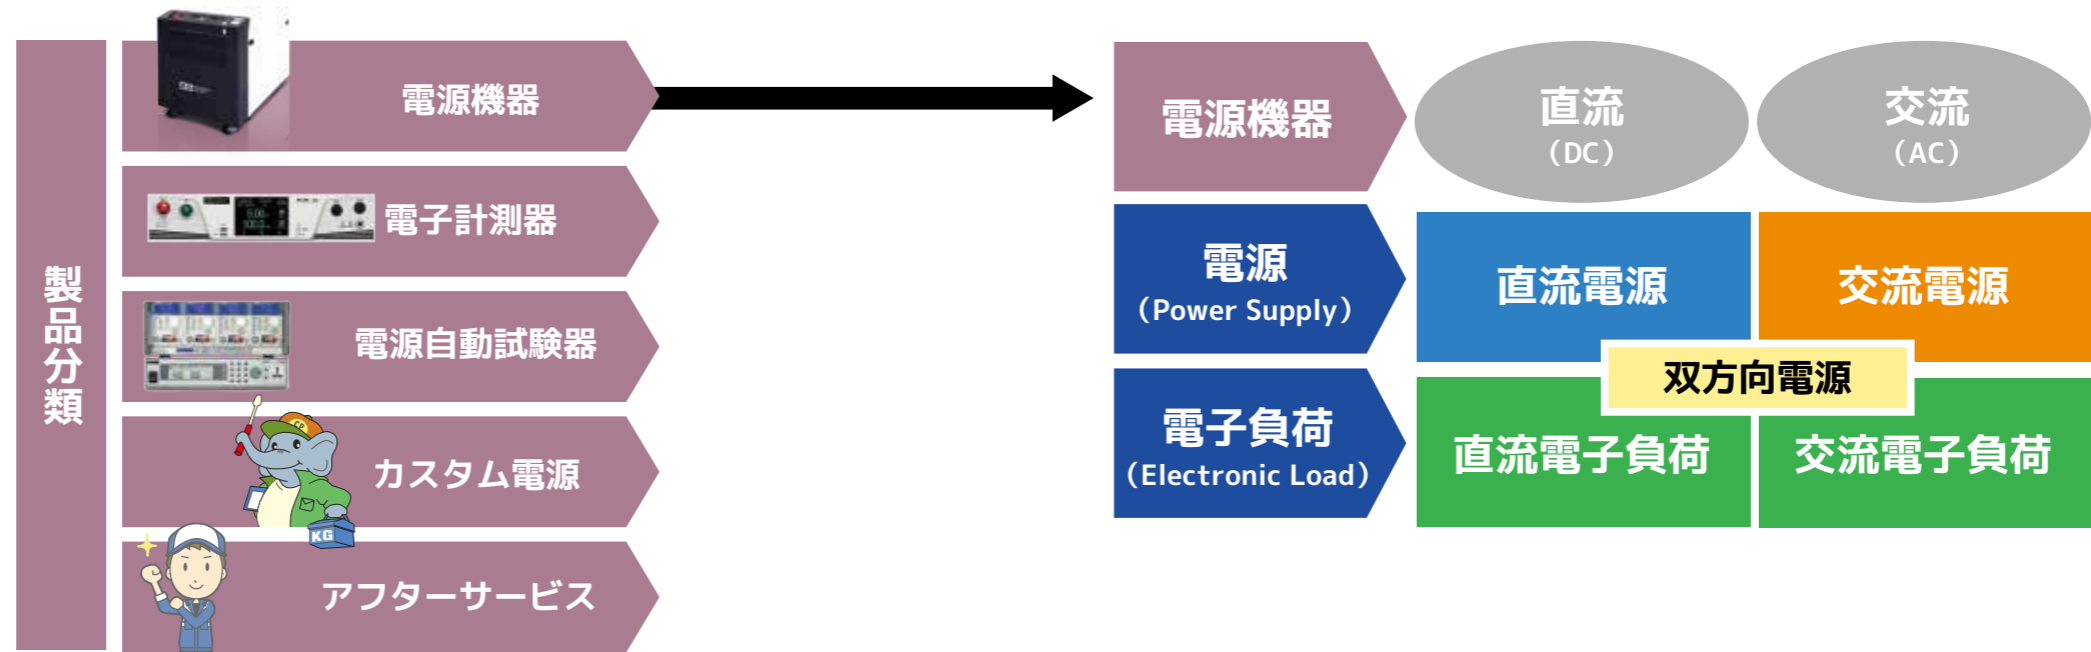 製品分類
電源機器
電子計測器
電源自動試験器
カスタム電源
アフターサービス
CP
KG
電源機器
直流
（DC）
交流
（AC）
電源
（Power Supply）
直流電源
交流電源
双方向電源
電子負荷
（Electronic Load）
直流電子負荷
交流電子負荷